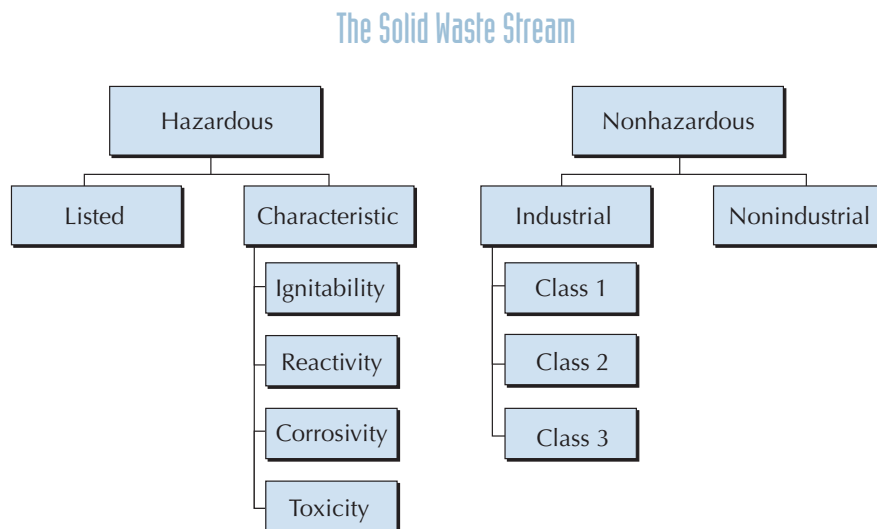 The Solid Waste Stream
Hazardous
Nonhazardous
Listed
Characteristic
Industrial
Nonindustrial
Ignitability
Reactivity
Corrosivity
Toxicity
Class 1
Class 2
Class 3